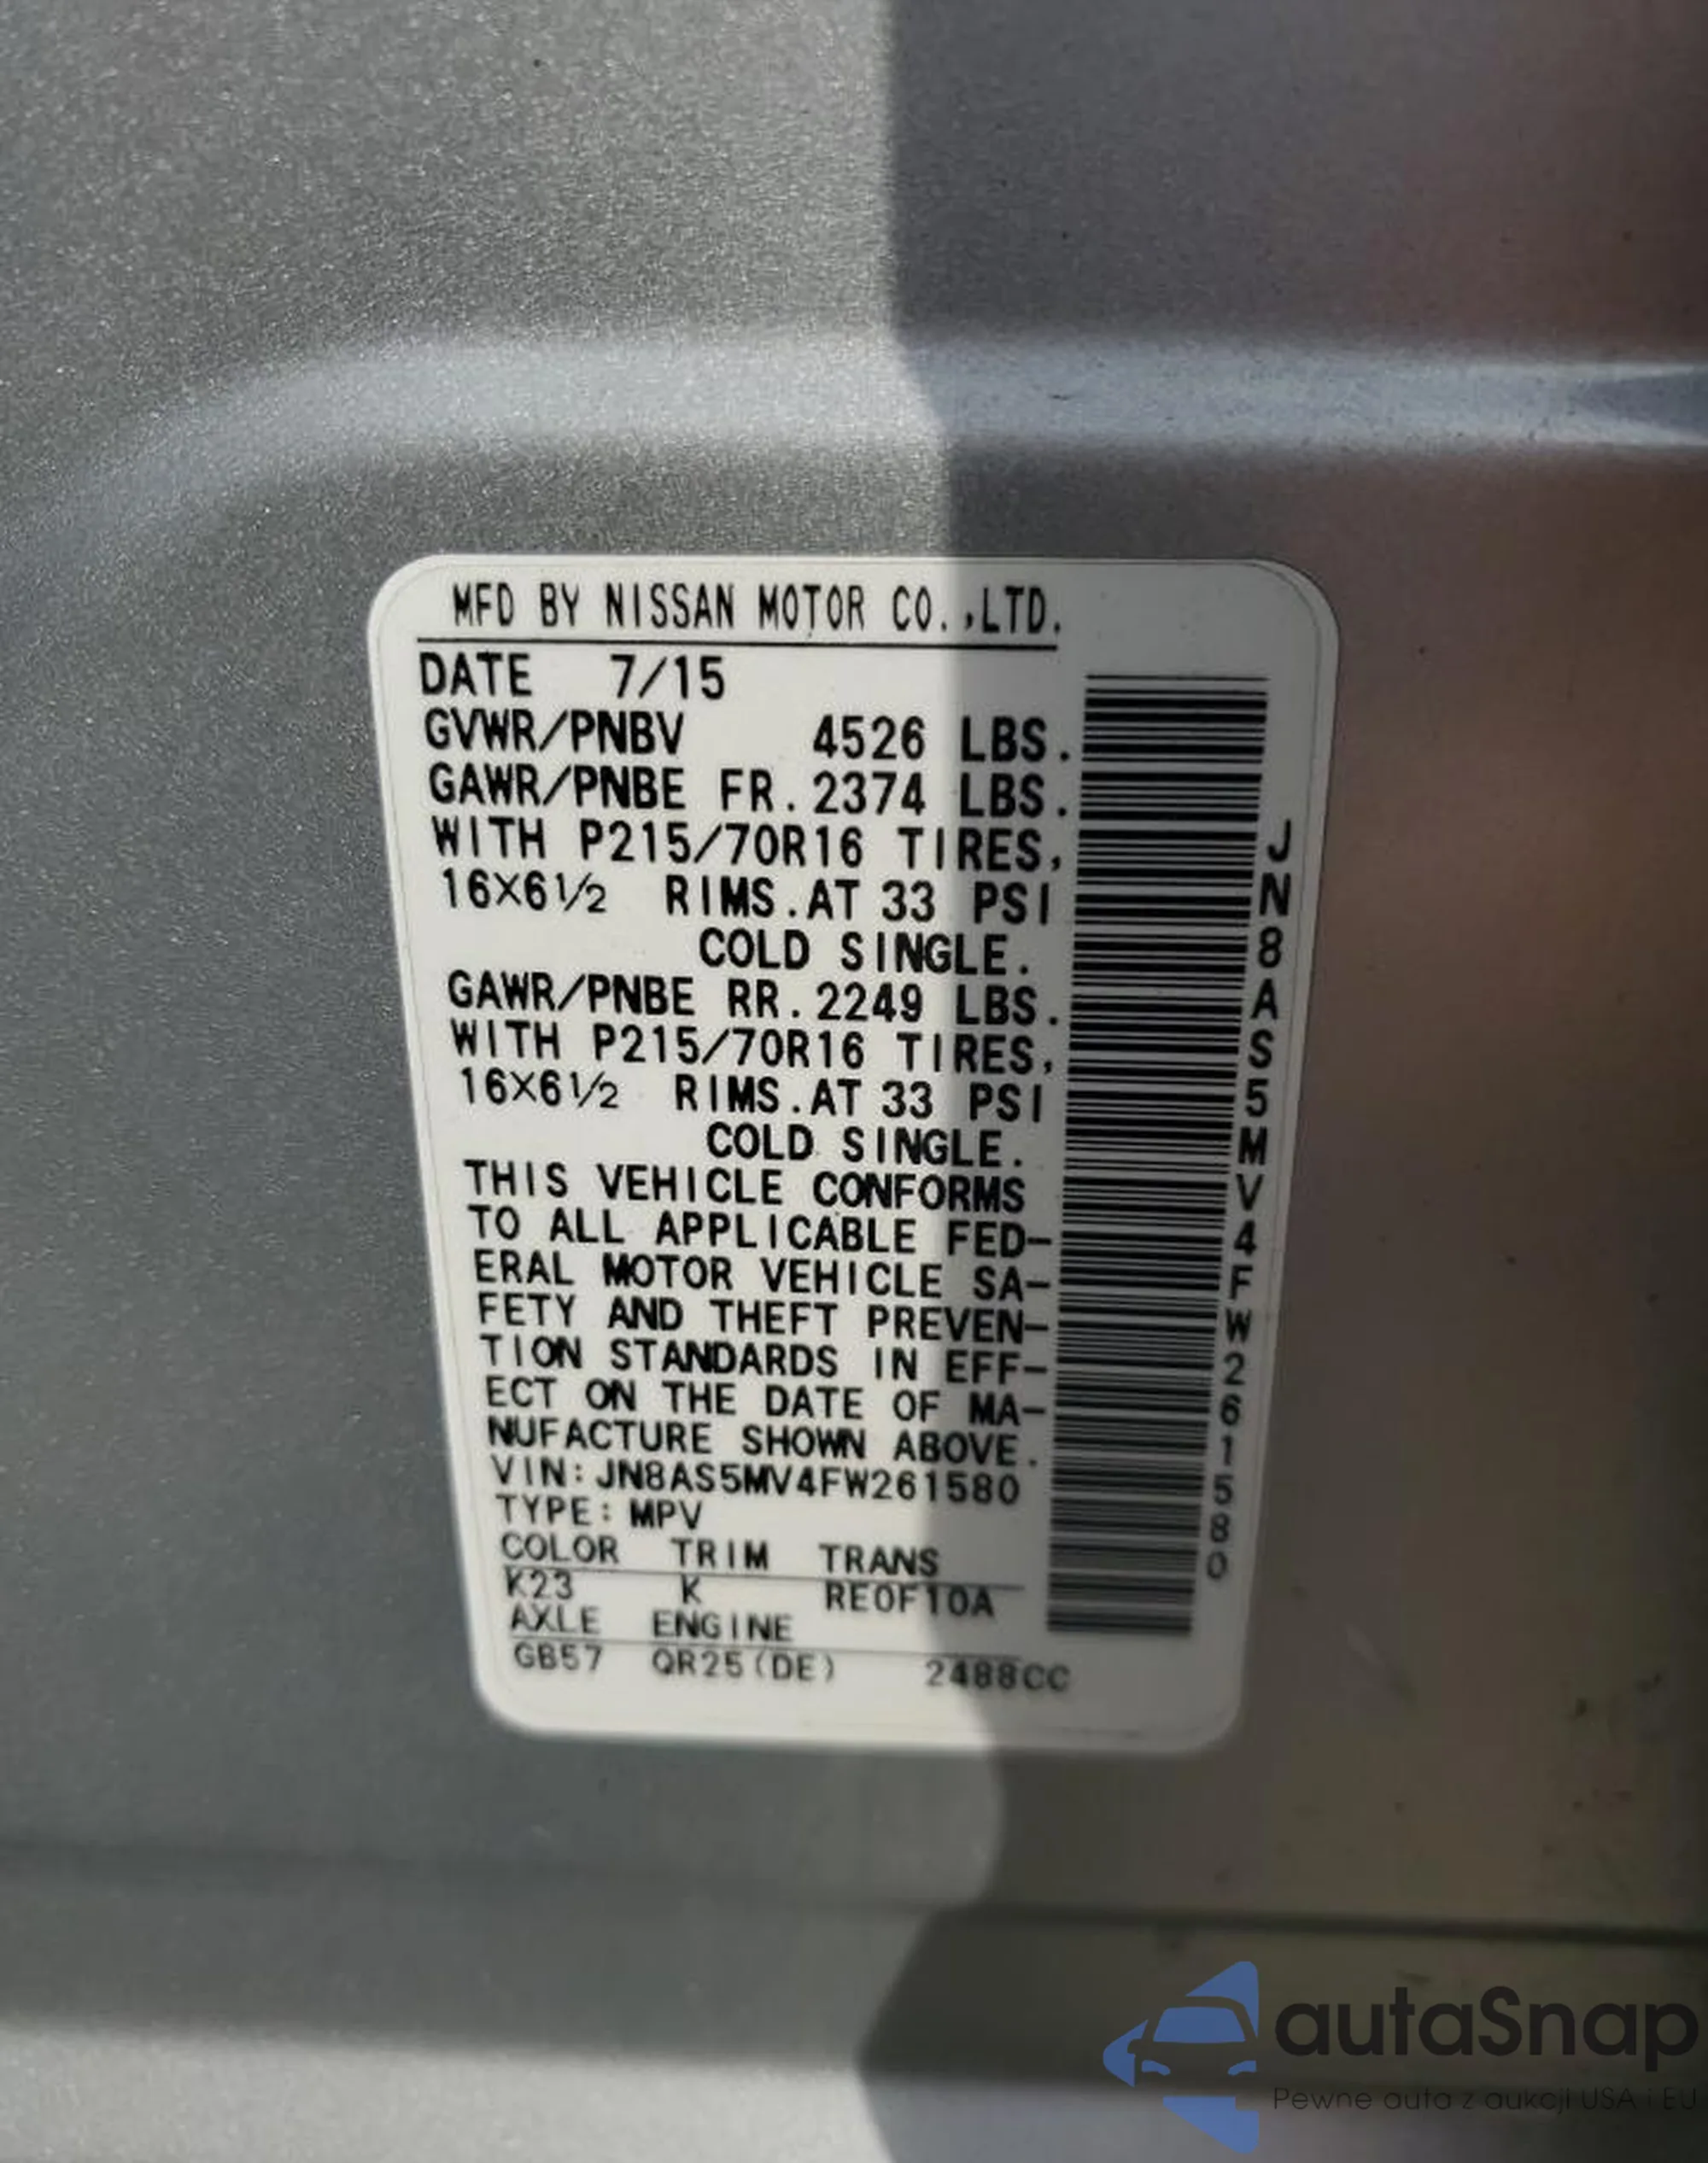 MFD BY NISSAN MOTOR CO.,LTD.
DATE 7/15
GVWR/PNBV 4526 LBS.
GAWR/PNBE FR.2374 LBS.
WITH P215/70R16 TIRES,
16X6½ RIMS.AT 33 PSI
COLD SINGLE.
GAWR/PNBE RR.2249 LBS.
WITH P215/70R16 TIRES,
16X6½ RIMS.AT 33 PSI
COLD SINGLE.
THIS VEHICLE CONFORMS
TO ALL APPLICABLE FED-
ERAL MOTOR VEHICLE SA-
FETY AND THEFT PREVEN-
TION STANDARDS IN EFF-
ECT ON THE DATE OF MA-
NUFACTURE SHOWN ABOVE.
VIN:JN8AS5MV4FW261580
TYPE:MPV
COLOR TRIM TRANS
K23 K RE0F10A
AXLE ENGINE
GB57 QR25(DE) 2488CC
JN8AS5MV4FW261580
autaSnap
Pewne auta z aukcji USA i EU